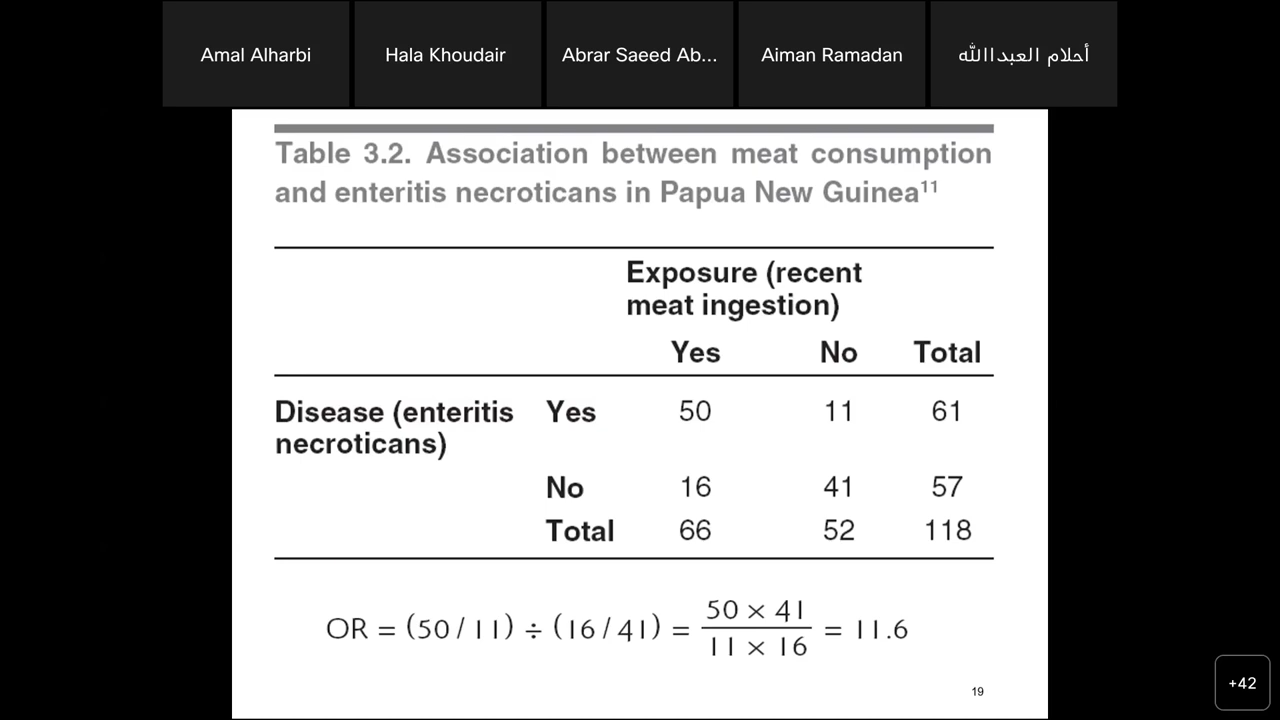 Amal Alharbi
Hala Khoudair
Abrar Saeed Ab...
Aiman Ramadan
أحلام العبداالله
Table 3.2. Association between meat consumption
and enteritis necroticans in Papua New Guinea¹¹
Exposure (recent
meat ingestion)
Yes No Total
Disease (enteritis Yes 50 11 61
necroticans)
No 16 41 57
Total 66 52 118
OR = (50 / 11) ÷ (16 / 41) = 50 × 41 / 11 × 16 = 11.6
19
+42